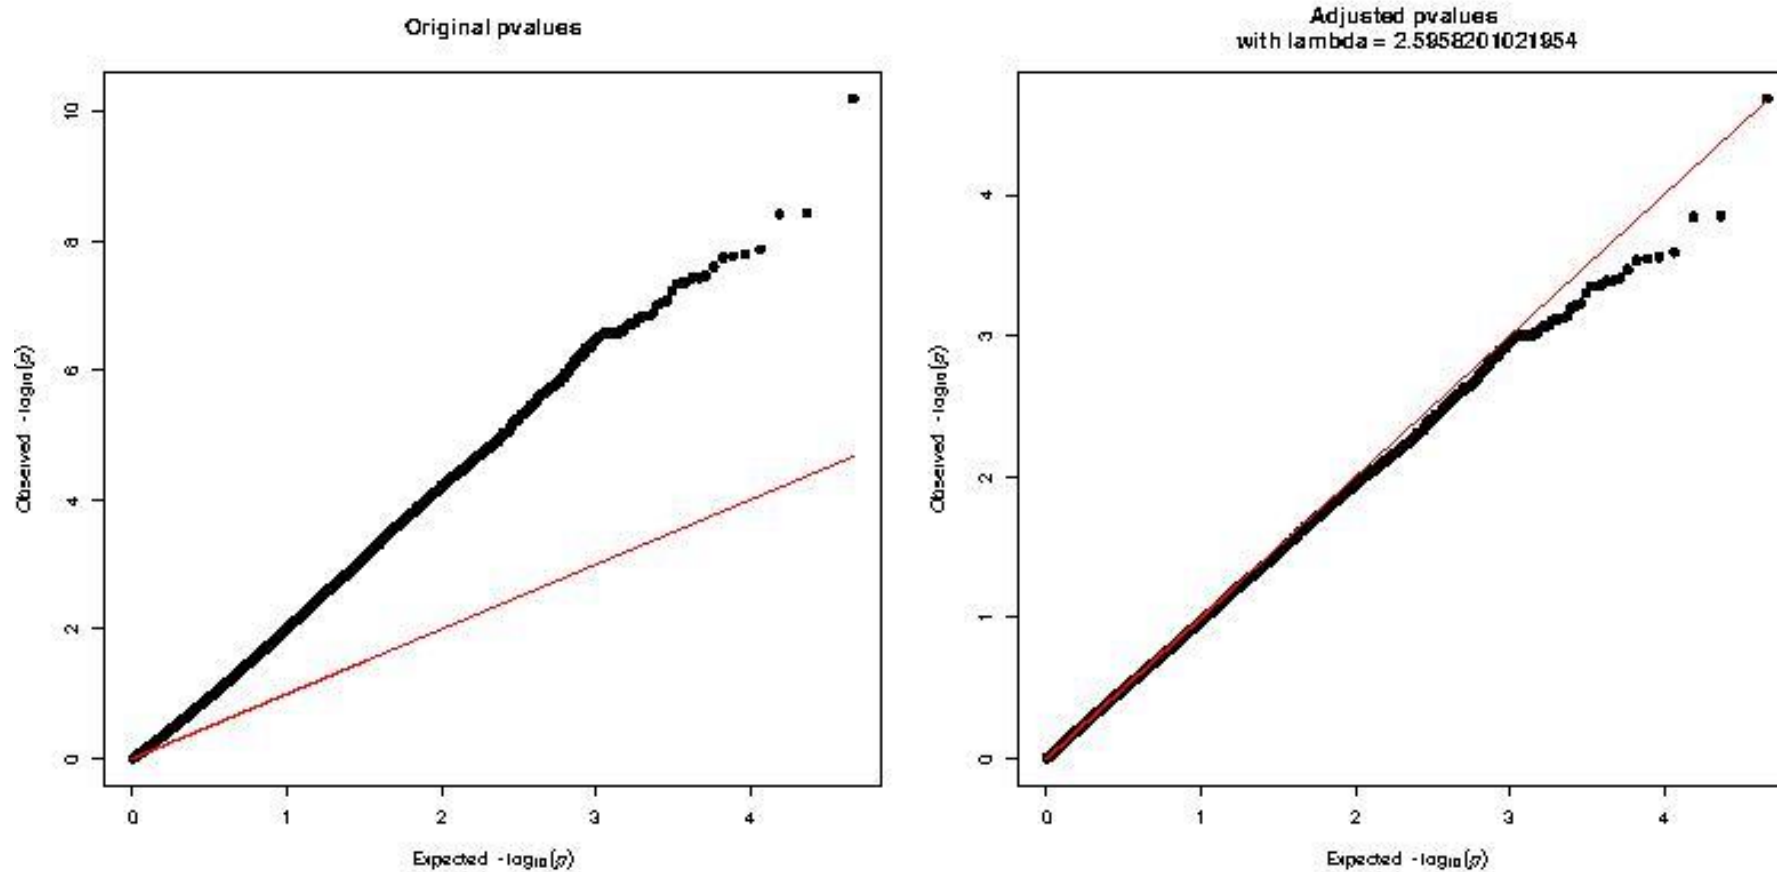 Original pvalues
10
8
6
4
2
0
Observed -log10(p)
0 1 2 3 4
Expected -log10(p)
Adjusted pvalues
with lambda = 2.5958201021954
4
3
2
1
0
Observed -log10(p)
0 1 2 3 4
Expected -log10(p)